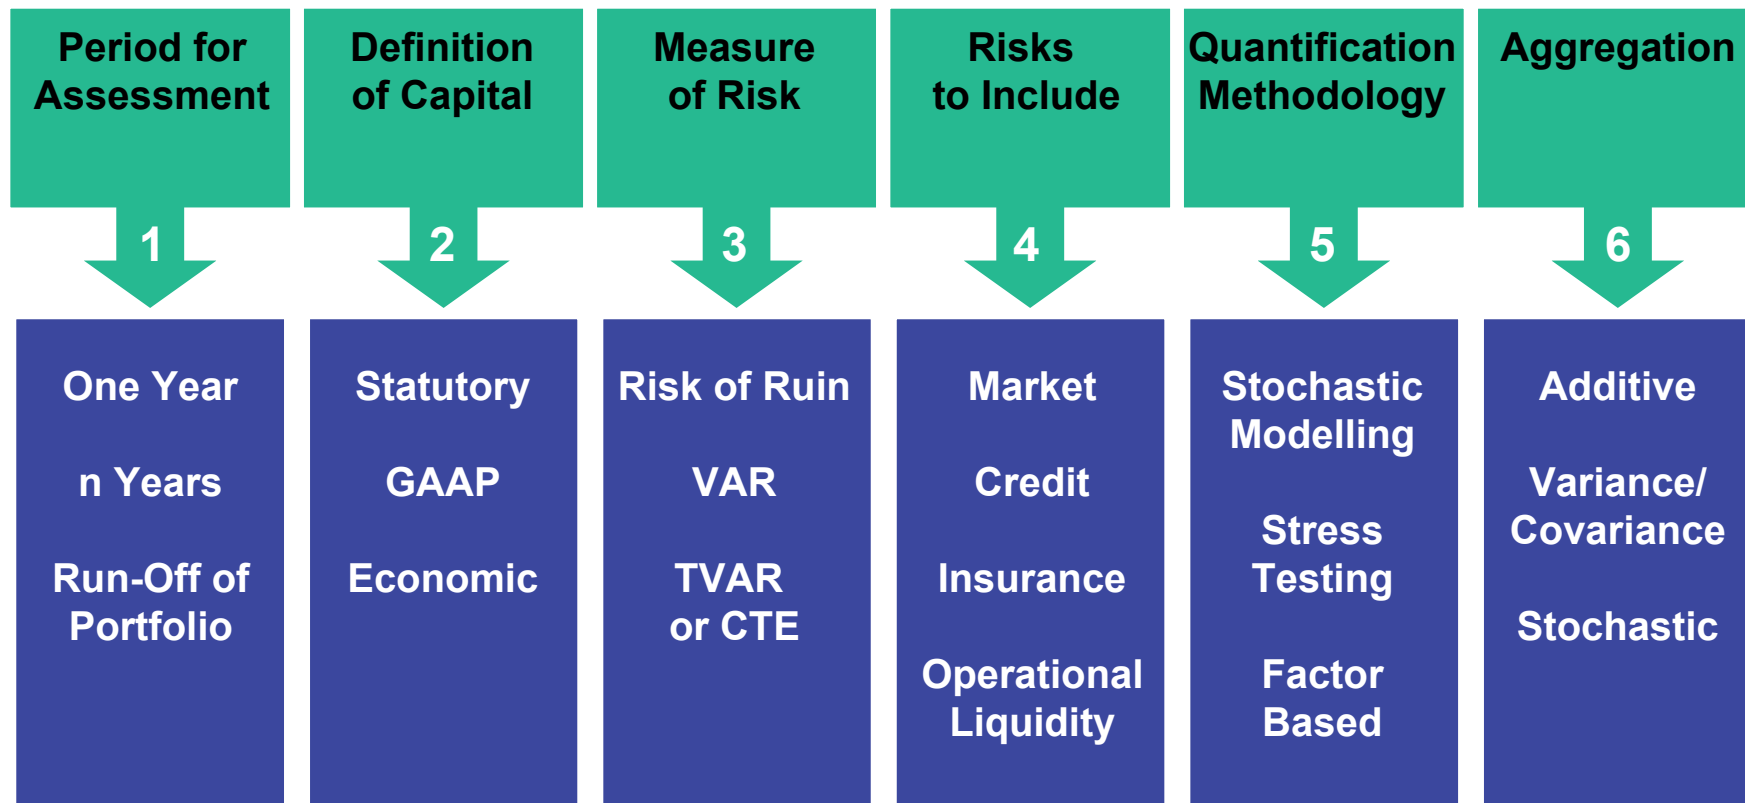 Period for
Assessment
Definition
of Capital
Measure
of Risk
Risks
to Include
Quantification
Methodology
Aggregation
1
2
3
4
5
6
One Year
n Years
Run-Off of
Portfolio
Statutory
GAAP
Economic
Risk of Ruin
VAR
TVAR
or CTE
Market
Credit
Insurance
Operational
Liquidity
Stochastic
Modelling
Stress
Testing
Factor
Based
Additive
Variance/
Covariance
Stochastic